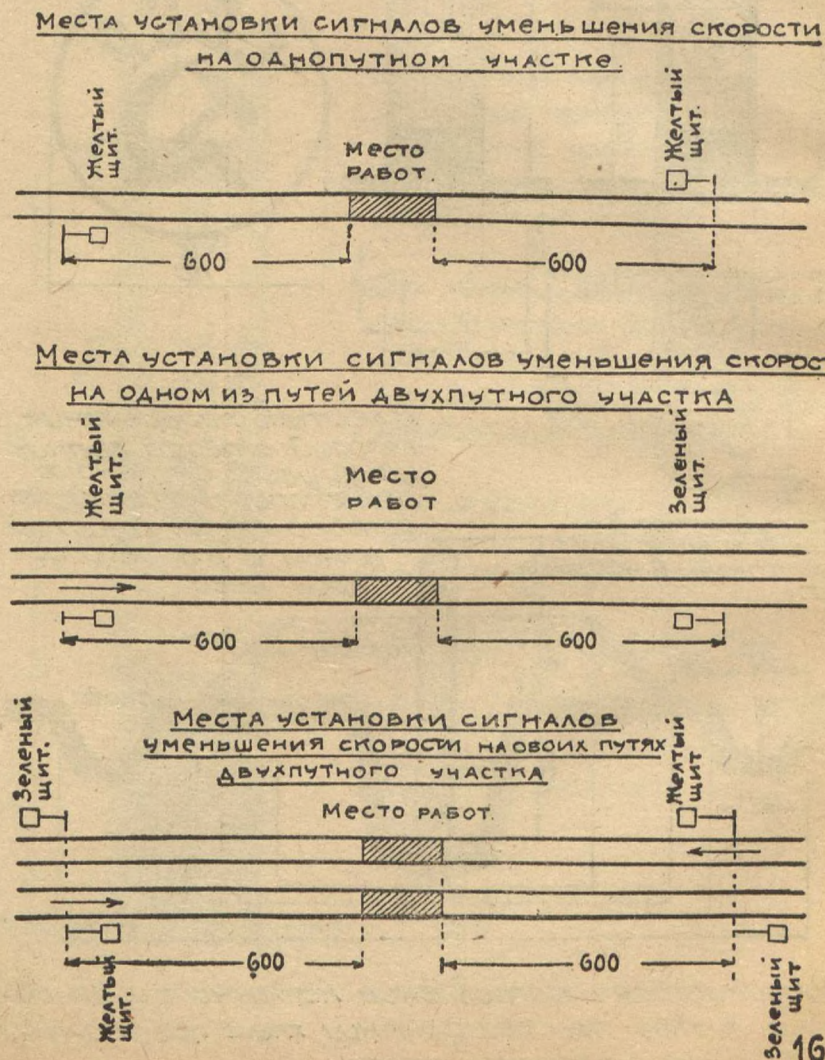 Места установки сигналов уменьшения скорости
на однопутном участке.
Желтый
щит.
Место
работ.
Желтый
щит.
600
600
Места установки сигналов уменьшения скорос
на одном из путей двухпутного участка
Желтый
щит.
Место
работ
Зеленый
щит.
600
600
Места установки сигналов
уменьшения скорости на обоих путях
двухпутного участка
Зеленый
щит.
Место работ.
Желтый
щит
600
600
Желтый
щит.
Зеленый
щит
16